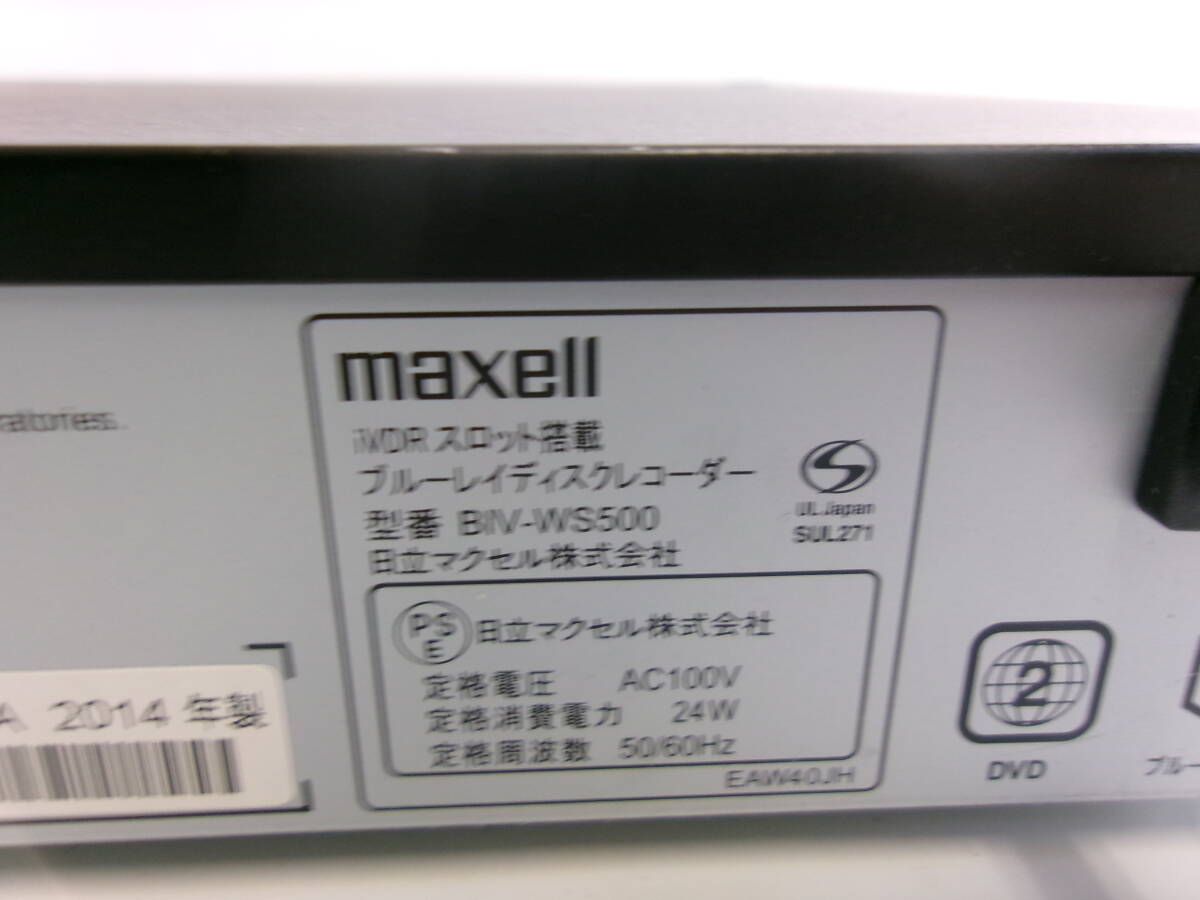 maxell
iVDR スロット搭載
ブルーレイディスクレコーダー
型番 BIV-WS500
日立マクセル株式会社
UL Japan
SUL271
PS
E
日立マクセル株式会社
定格電圧 AC100V
定格消費電力 24W
定格周波数 50/60Hz
EAW40JH
A 2014 年製
2
DVD
ブルー